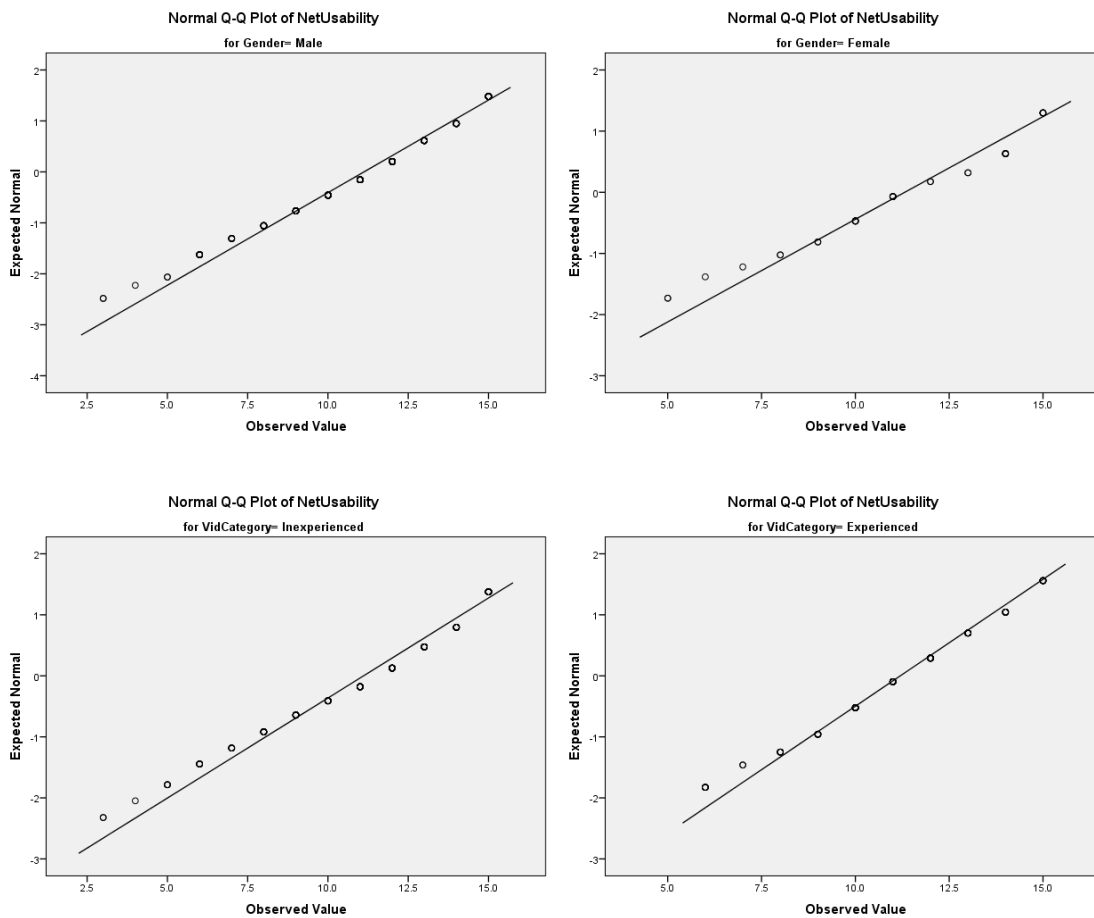 Normal Q-Q Plot of NetUsability
for Gender= Male
2
1
0
-1
-2
-3
-4
Expected Normal
2.5 5.0 7.5 10.0 12.5 15.0
Observed Value
Normal Q-Q Plot of NetUsability
for Gender= Female
2
1
0
-1
-2
-3
Expected Normal
5.0 7.5 10.0 12.5 15.0
Observed Value
Normal Q-Q Plot of NetUsability
for VidCategory= Inexperienced
2
1
0
-1
-2
-3
Expected Normal
2.5 5.0 7.5 10.0 12.5 15.0
Observed Value
Normal Q-Q Plot of NetUsability
for VidCategory= Experienced
2
1
0
-1
-2
-3
Expected Normal
5.0 7.5 10.0 12.5 15.0
Observed Value